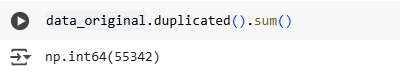 data_original.duplicated().sum()
np.int64(55342)